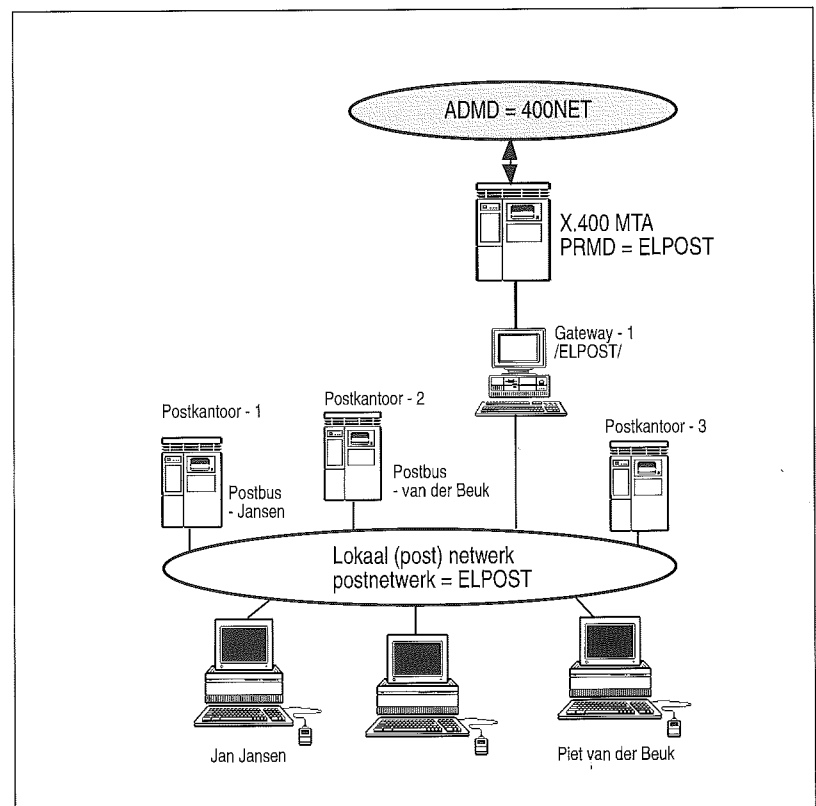 ADMD = 400NET
X.400 MTA
PRMD = ELPOST
Gateway - 1
/ELPOST/
Postkantoor - 1
Postkantoor - 2
Postkantoor - 3
Postbus
- Jansen
Postbus
- van der Beuk
Lokaal (post) netwerk
postnetwerk = ELPOST
Jan Jansen
Piet van der Beuk